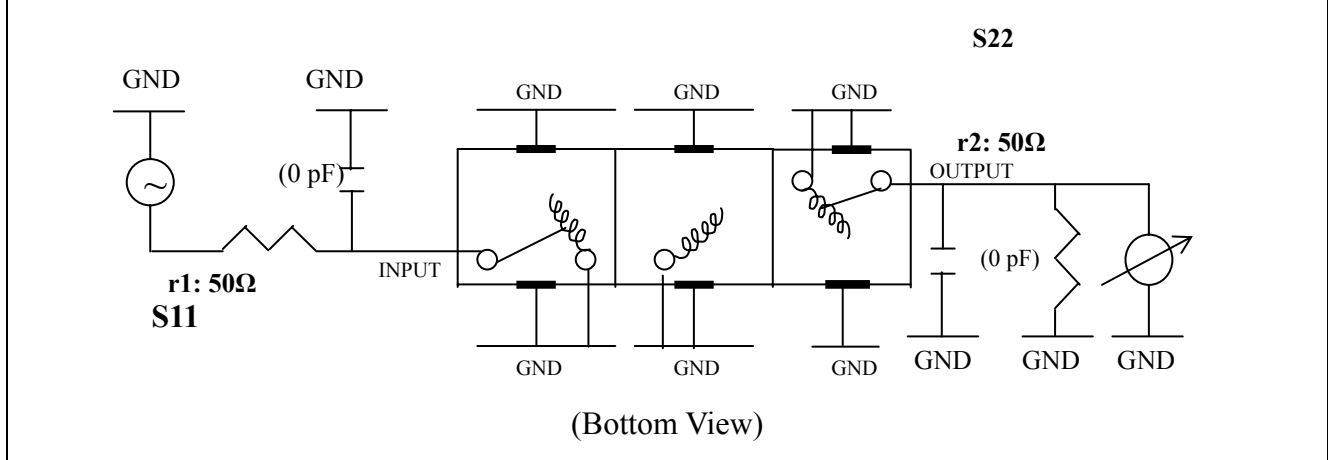 S22
GND
GND
GND
GND
GND
r2: 50Ω
(0 pF)
OUTPUT
INPUT
(0 pF)
r1: 50Ω
S11
GND
GND
GND
GND
GND
GND
(Bottom View)